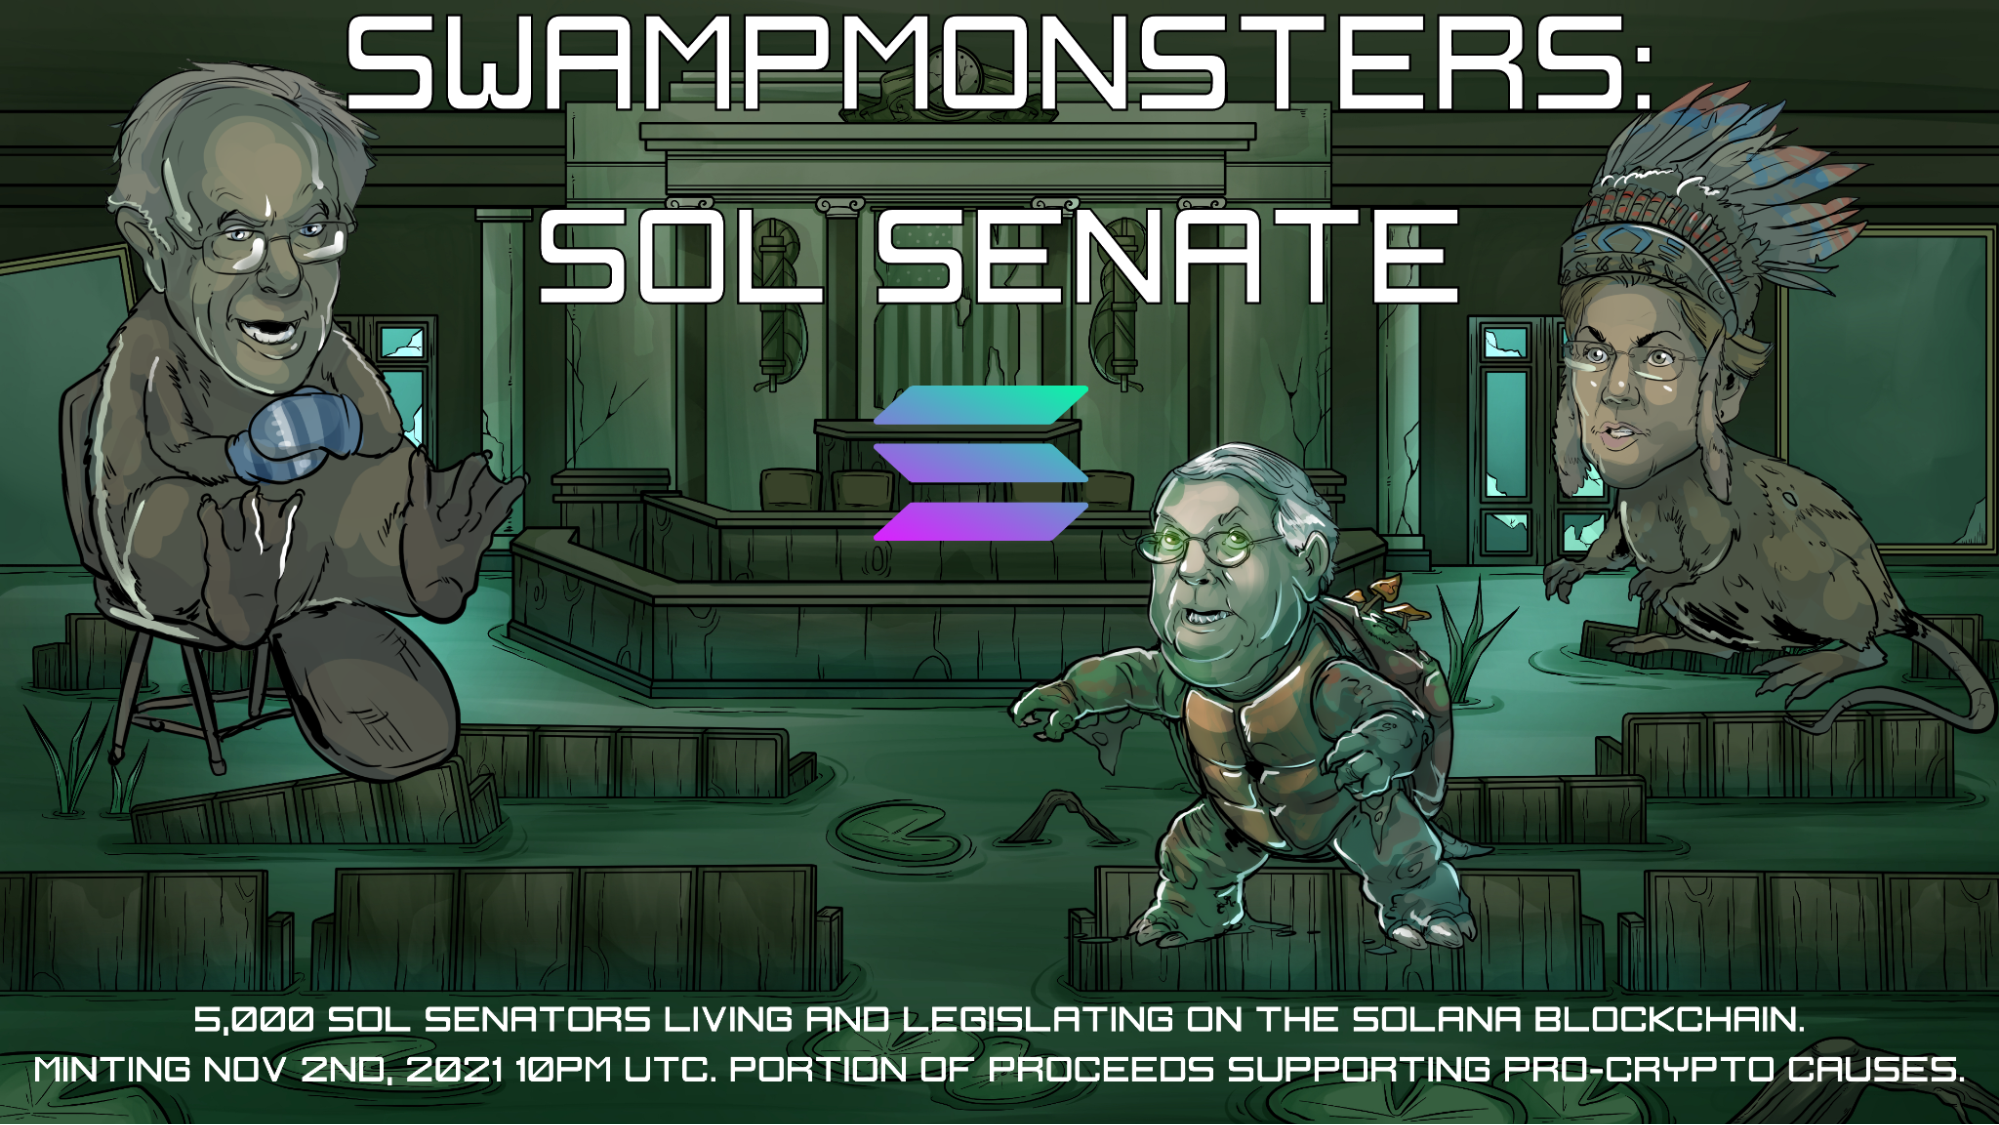 SWAMPMONSTERS:
SOL SENATE
5,000 SOL SENATORS LIVING AND LEGISLATING ON THE SOLANA BLOCKCHAIN.
MINTING NOV 2ND, 2021 10PM UTC. PORTION OF PROCEEDS SUPPORTING PRO-CRYPTO CAUSES.